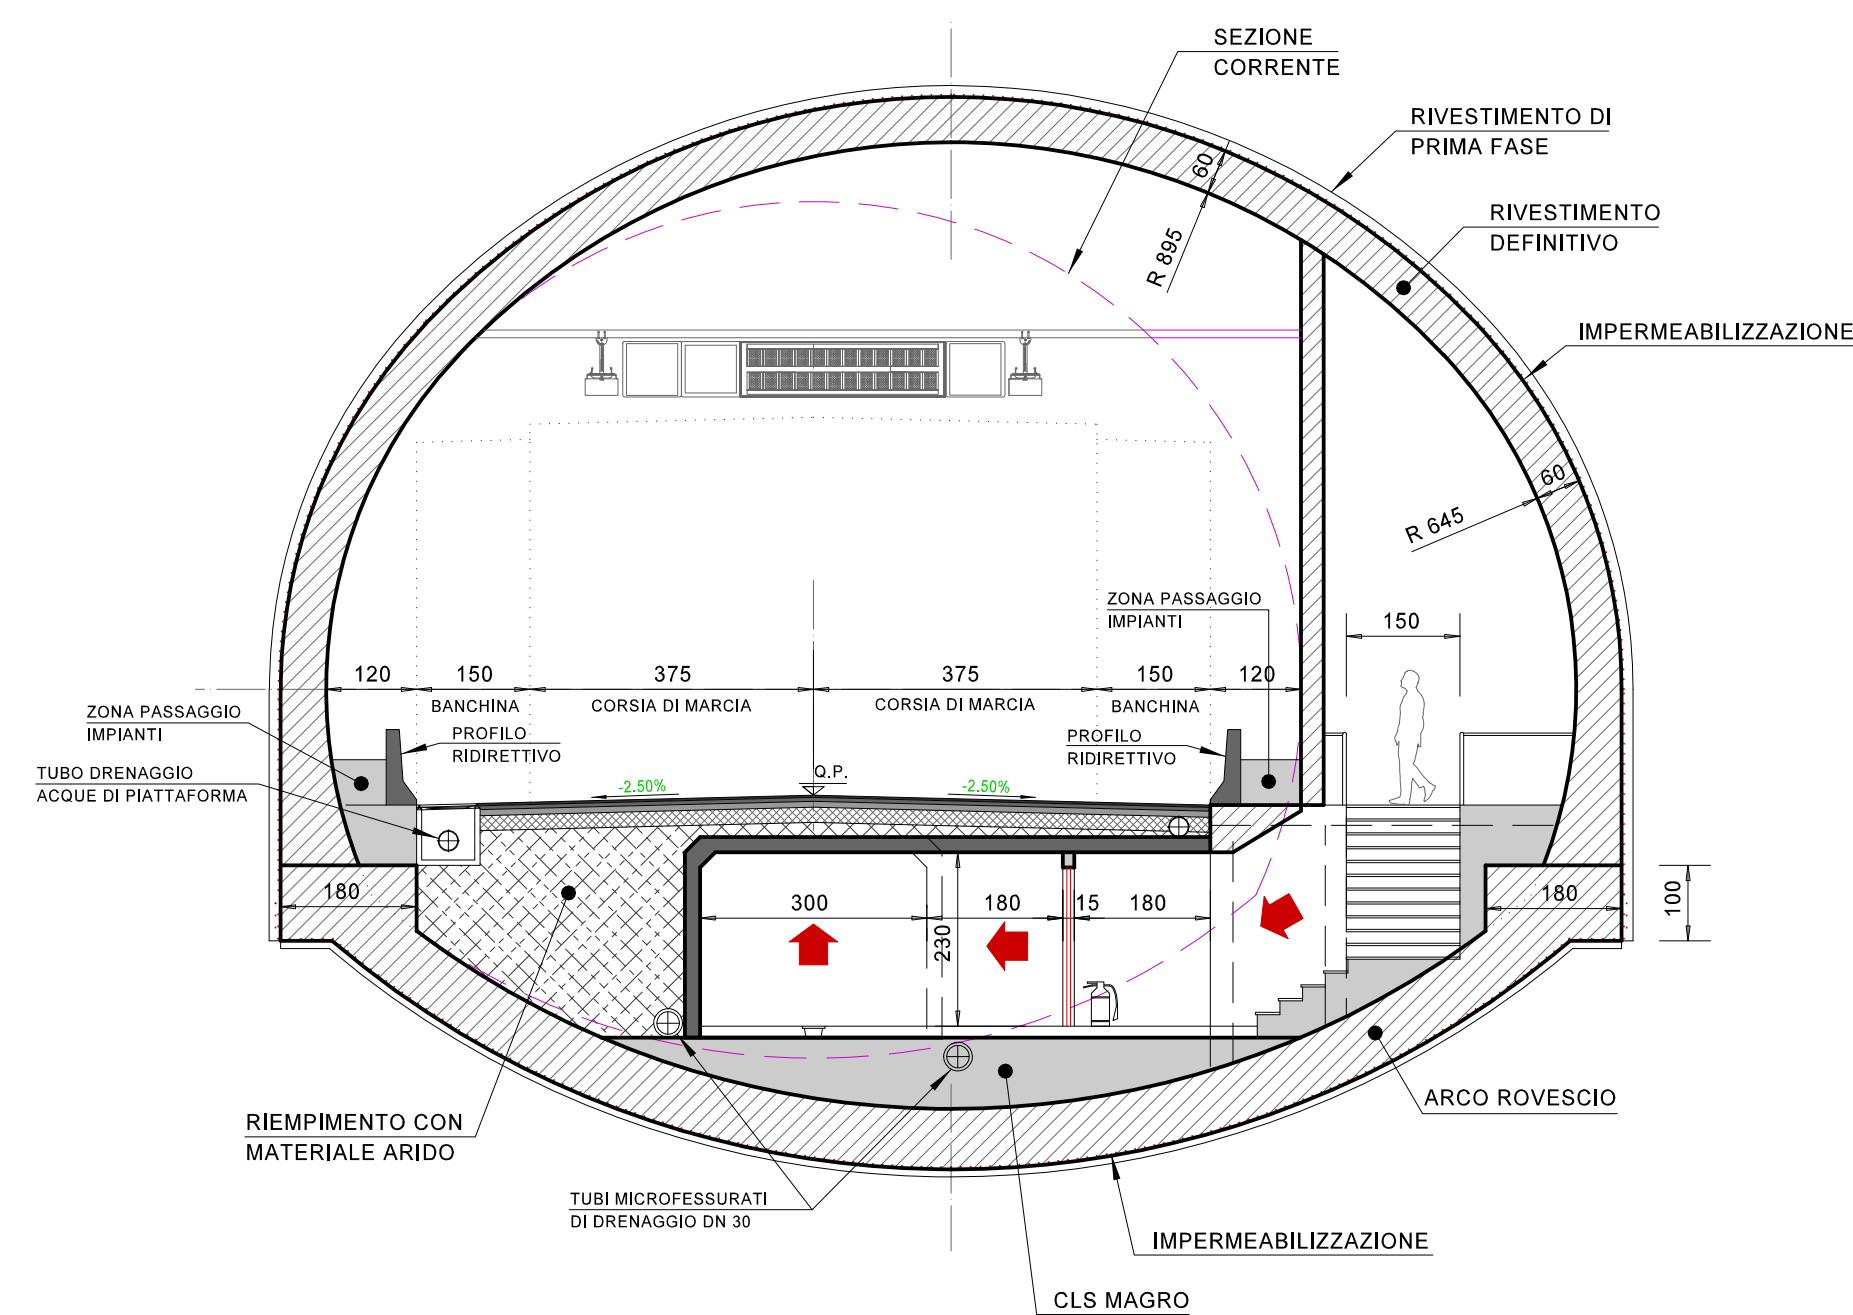 SEZIONE
CORRENTE
RIVESTIMENTO DI
PRIMA FASE
60
R 895
RIVESTIMENTO
DEFINITIVO
IMPERMEABILIZZAZIONE
60
R 645
ZONA PASSAGGIO
IMPIANTI
150
120 150 375 375 150 120
BANCHINA CORSIA DI MARCIA CORSIA DI MARCIA BANCHINA
ZONA PASSAGGIO
IMPIANTI
PROFILO
RIDIRETTIVO
PROFILO
RIDIRETTIVO
TUBO DRENAGGIO
ACQUE DI PIATTAFORMA
-2.50% Q.P. -2.50%
180 300 180 15 180 180 100
230
RIEMPIMENTO CON
MATERIALE ARIDO
ARCO ROVESCIO
TUBI MICROFESSURATI
DI DRENAGGIO DN 30
IMPERMEABILIZZAZIONE
CLS MAGRO